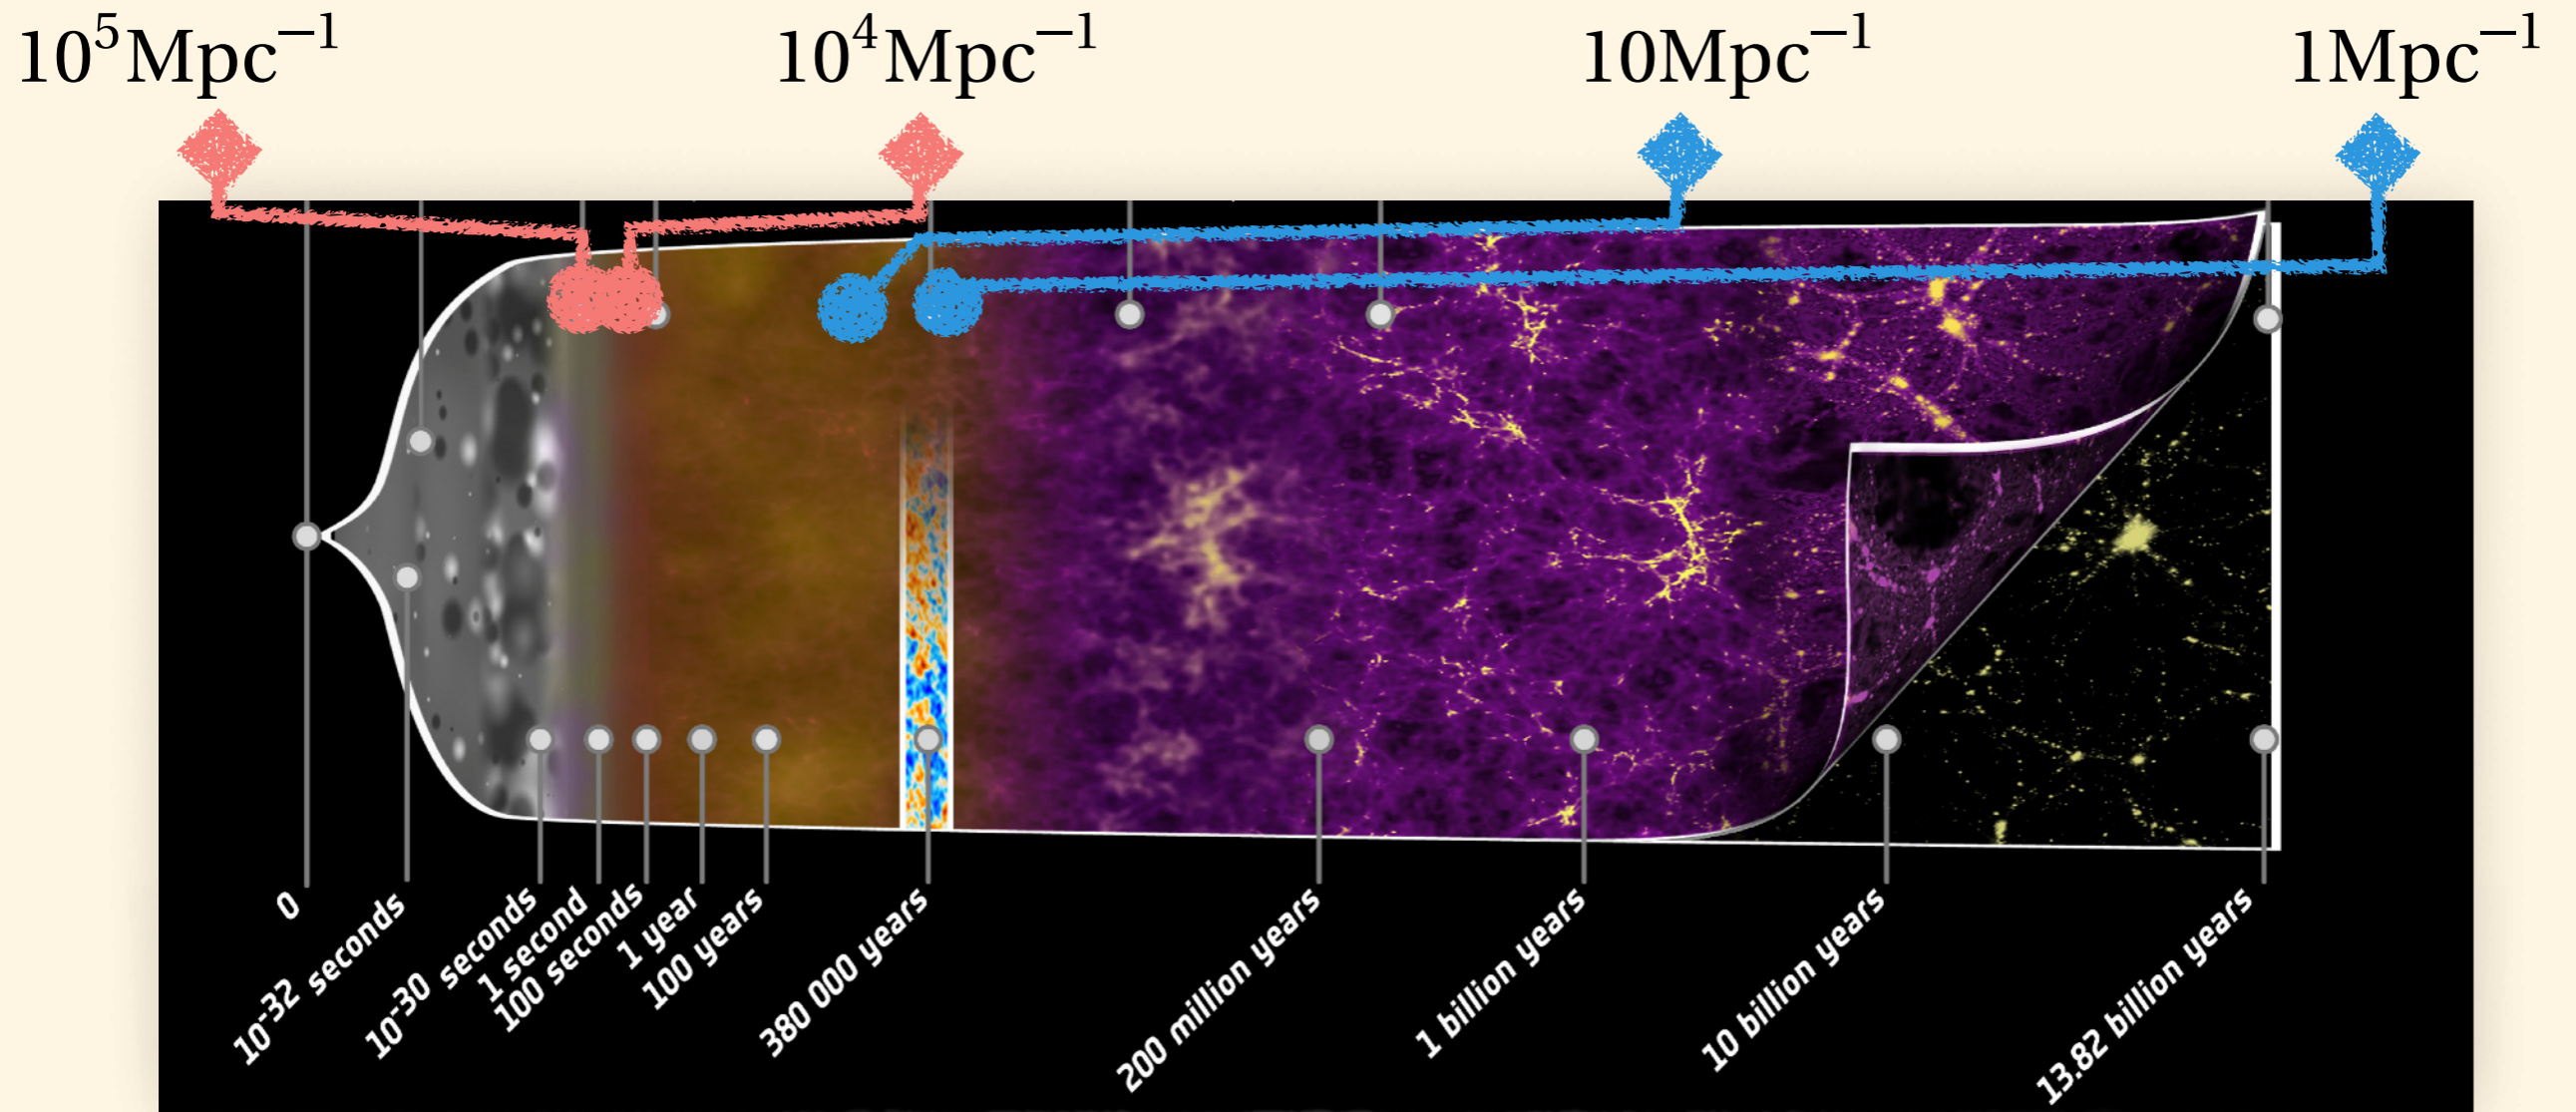 10⁵Mpc⁻¹
10⁴Mpc⁻¹
10Mpc⁻¹
1Mpc⁻¹
0
10⁻³² seconds
10⁻³⁰ seconds
1 second
100 seconds
1 year
100 years
380 000 years
200 million years
1 billion years
10 billion years
13.82 billion years